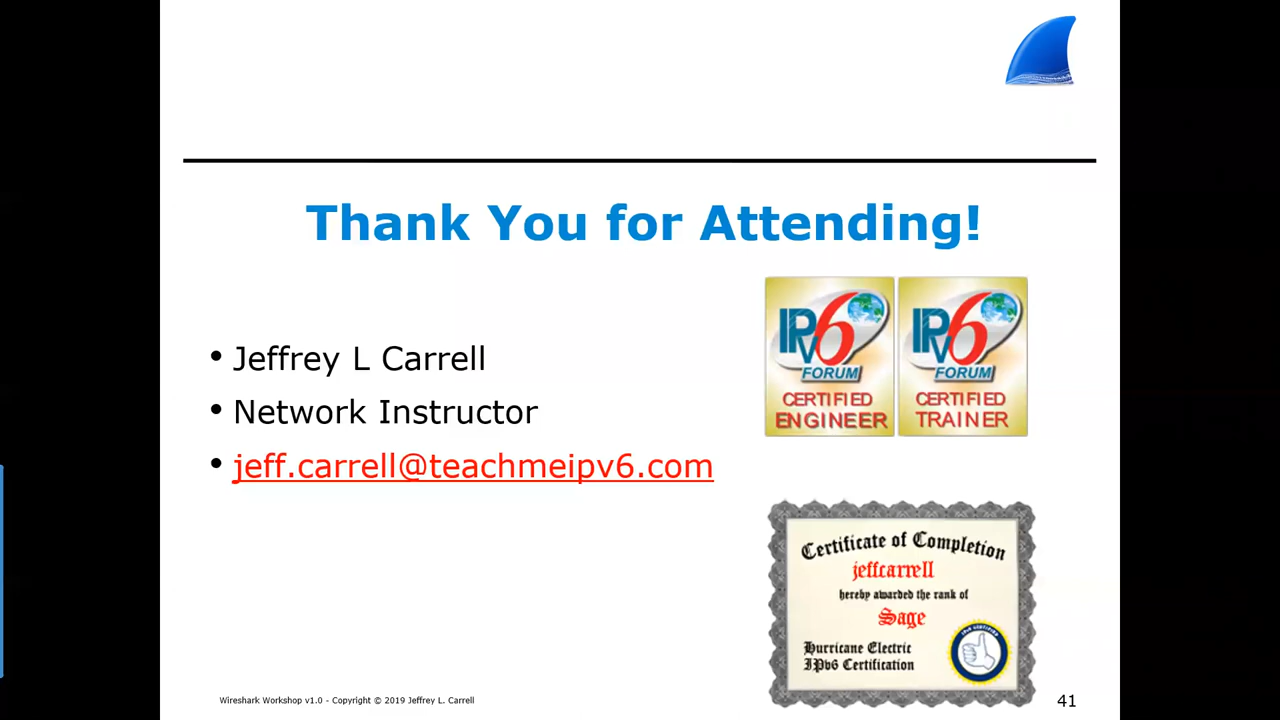 Thank You for Attending!
• Jeffrey L Carrell
• Network Instructor
• jeff.carrell@teachmeipv6.com
IPv6
FORUM
CERTIFIED
ENGINEER
IPv6
FORUM
CERTIFIED
TRAINER
Certificate of Completion
jeffcarrell
hereby awarded the rank of
Sage
Hurricane Electric
IPv6 Certification
IPv6 CERTIFIED
Wireshark Workshop v1.0 - Copyright © 2019 Jeffrey L. Carrell
41